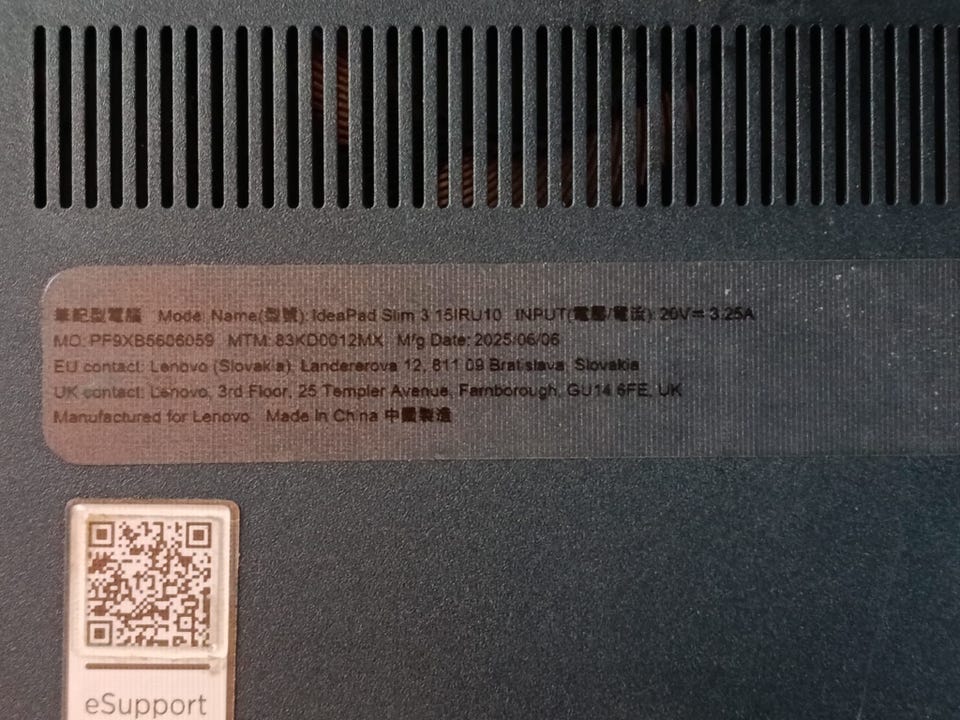 筆記型電腦 Model Name(型號): IdeaPad Slim 3 15IRU10 INPUT(電壓/電流): 20V⎓ 3.25A
MO: PF9XB5606059 MTM: 83KD0012MX Mfg Date: 2025/06/06
EU contact: Lenovo (Slovakia), Landererova 12, 811 09 Bratislava, Slovakia
UK contact: Lenovo, 3rd Floor, 25 Templer Avenue, Farnborough, GU14 6FE, UK
Manufactured for Lenovo Made in China 中國製造
eSupport